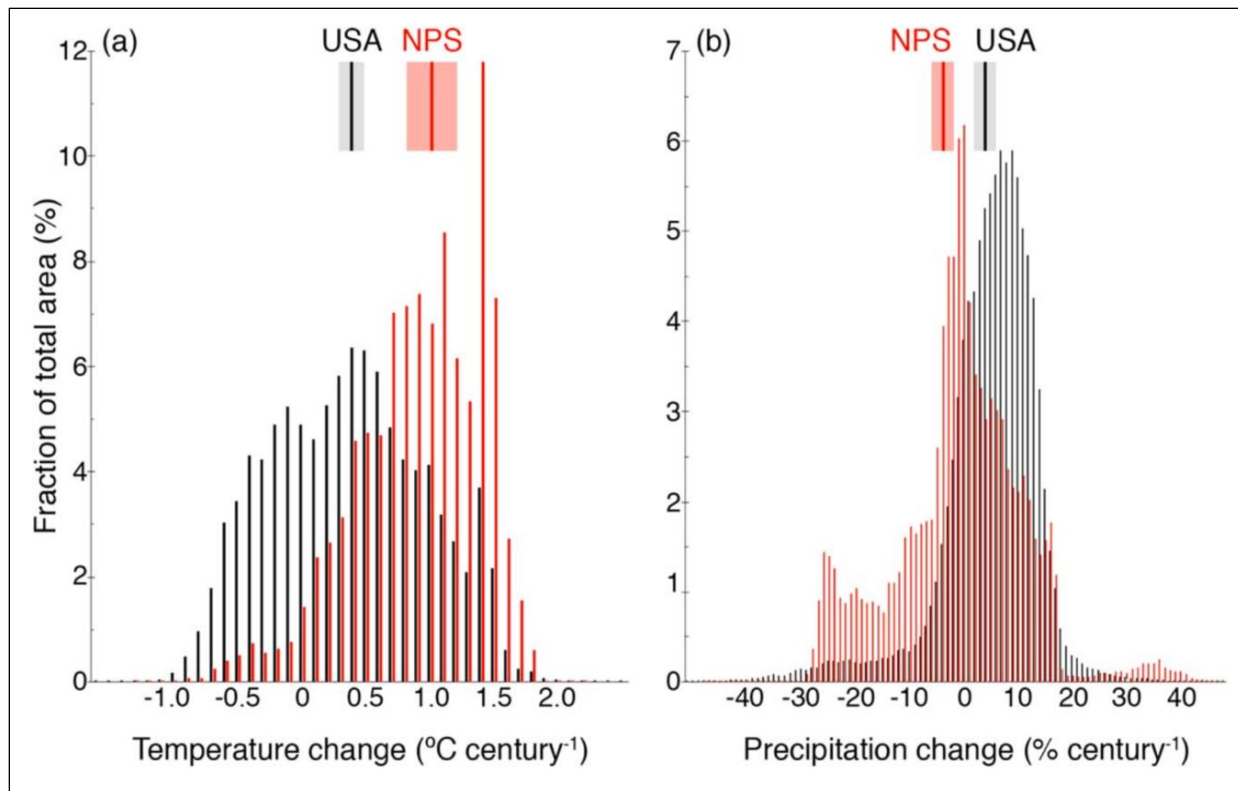 (a) USA NPS
12
10
8
6
4
2
0
Fraction of total area (%)
-1.0 -0.5 0 0.5 1.0 1.5 2.0
Temperature change (ºC century-1)
(b) NPS USA
7
6
5
4
3
2
1
0
-40 -30 -20 -10 0 10 20 30 40
Precipitation change (% century-1)